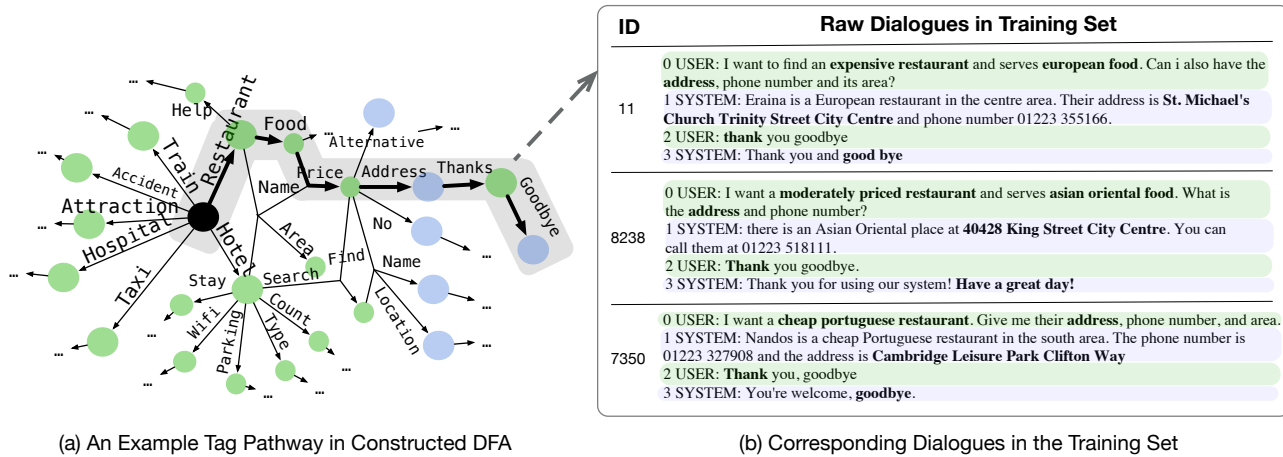 ...
Help
Restaurant
Food
...
Alternative
...
Train
...
Accident
Name
Price
Address
Thanks
Goodbye
...
Attraction
...
Hospital
Hotel
Area
No
...
Find
Name
...
Taxi
Stay
Search
Location
...
Wifi
Parking
Type
Count
...
...
...
...
...
...
...
(a) An Example Tag Pathway in Constructed DFA
ID
Raw Dialogues in Training Set
11
0 USER: I want to find an expensive restaurant and serves european food. Can i also have the
address, phone number and its area?
1 SYSTEM: Eraina is a European restaurant in the centre area. Their address is St. Michael's
Church Trinity Street City Centre and phone number 01223 355166.
2 USER: thank you goodbye
3 SYSTEM: Thank you and good bye
8238
0 USER: I want a moderately priced restaurant and serves asian oriental food. What is
the address and phone number?
1 SYSTEM: there is an Asian Oriental place at 40428 King Street City Centre. You can
call them at 01223 518111.
2 USER: Thank you goodbye.
3 SYSTEM: Thank you for using our system! Have a great day!
7350
0 USER: I want a cheap portuguese restaurant. Give me their address, phone number, and area.
1 SYSTEM: Nandos is a cheap Portuguese restaurant in the south area. The phone number is
01223 327908 and the address is Cambridge Leisure Park Clifton Way
2 USER: Thank you, goodbye
3 SYSTEM: You're welcome, goodbye.
(b) Corresponding Dialogues in the Training Set